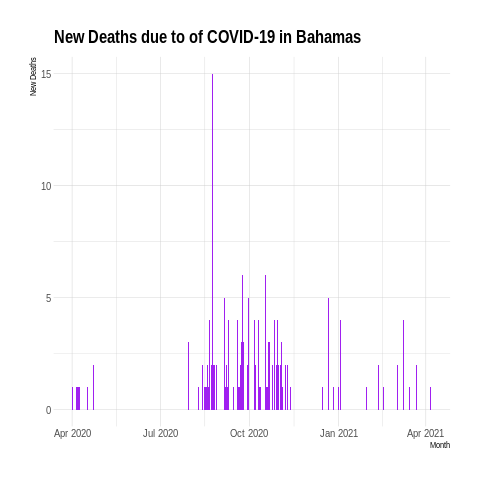 New Deaths due to of COVID-19 in Bahamas
New Deaths
15
10
5
0
Apr 2020 Jul 2020 Oct 2020 Jan 2021 Apr 2021
Month